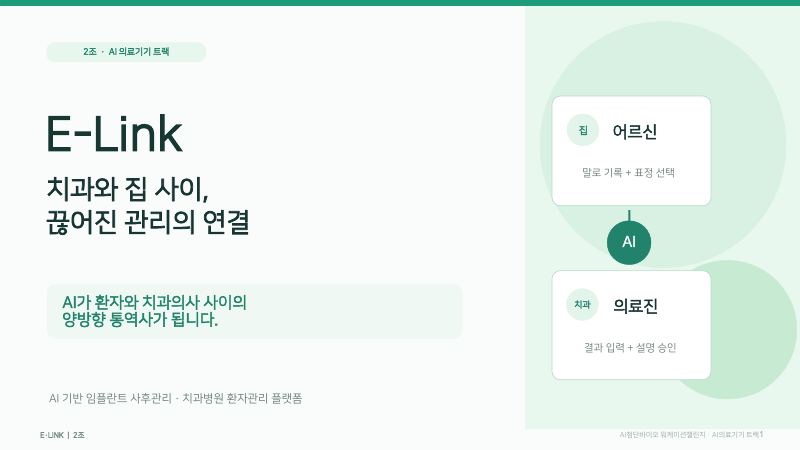 2조 · AI 의료기기 트랙
E-Link
치과와 집 사이,
끊어진 관리의 연결
AI가 환자와 치과의사 사이의
양방향 통역사가 됩니다.
AI 기반 임플란트 사후관리 · 치과병원 환자관리 플랫폼
집
어르신
말로 기록 + 표정 선택
AI
치과
의료진
결과 입력 + 설명 승인
E-LINK | 2조
AI첨단바이오 워케이션챌린지 · AI의료기기 트랙1